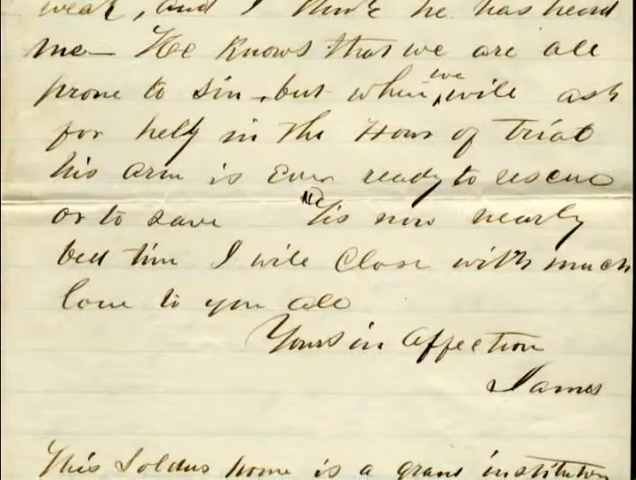 weak, and I think he has heard
me — He Knows that we are all
prone to sin, but when we will ask
for help in the Hour of trial
his arm is Ever ready to rescue
or to save Tis now nearly
bed time I will Close with much
love to you all
Yours in Affection
James
This Soldiers home is a grand institution